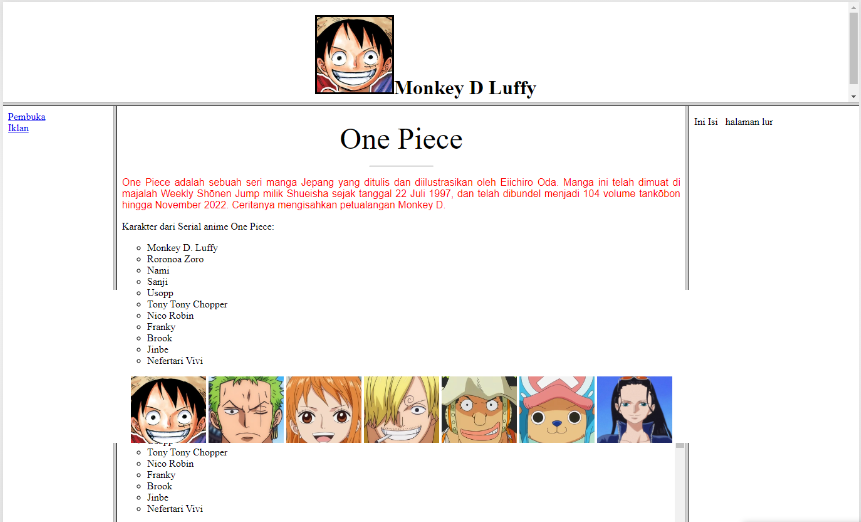 Monkey D Luffy
Pembuka
Iklan
One Piece
Ini Isi halaman lur
One Piece adalah sebuah seri manga Jepang yang ditulis dan diilustrasikan oleh Eiichiro Oda. Manga ini telah dimuat di
majalah Weekly Shōnen Jump milik Shueisha sejak tanggal 22 Juli 1997, dan telah dibundel menjadi 104 volume tankōbon
hingga November 2022. Ceritanya mengisahkan petualangan Monkey D.
Karakter dari Serial anime One Piece:
Monkey D. Luffy
Roronoa Zoro
Nami
Sanji
Usopp
Tony Tony Chopper
Nico Robin
Franky
Brook
Jinbe
Nefertari Vivi
Tony Tony Chopper
Nico Robin
Franky
Brook
Jinbe
Nefertari Vivi